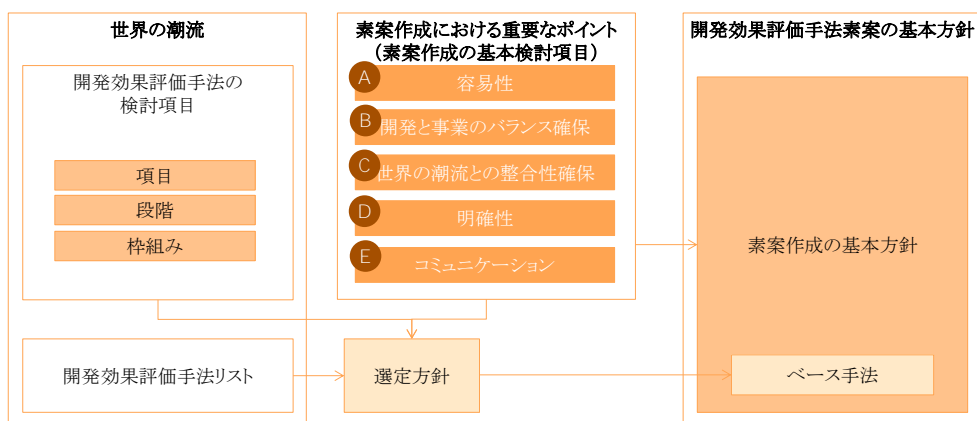 世界の潮流
開発効果評価手法の
検討項目
項目
段階
枠組み
開発効果評価手法リスト
素案作成における重要なポイント
（素案作成の基本検討項目）
A
容易性
B
開発と事業のバランス確保
C
世界の潮流との整合性確保
D
明確性
E
コミュニケーション
選定方針
開発効果評価手法素案の基本方針
素案作成の基本方針
ベース手法